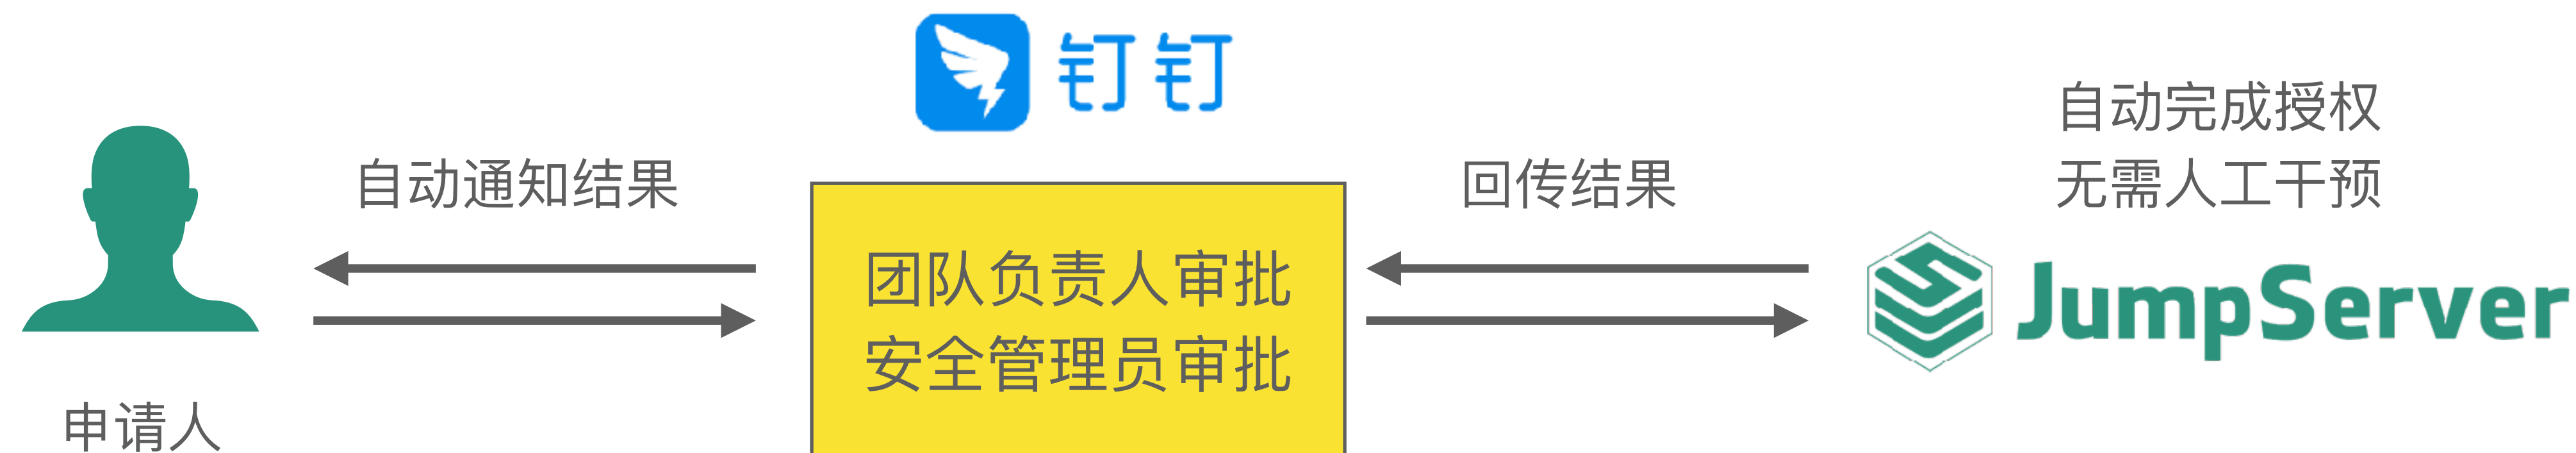 钉钉
自动完成授权
无需人工干预
自动通知结果
回传结果
团队负责人审批
安全管理员审批
JumpServer
申请人